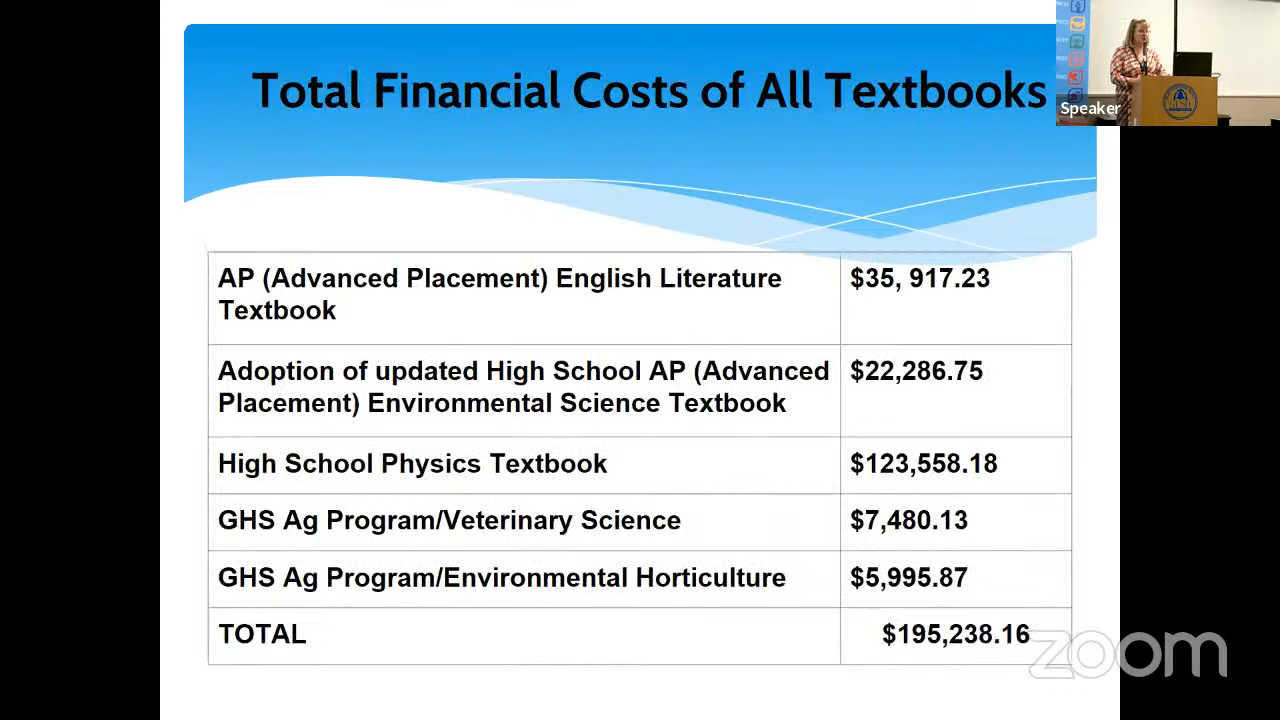 Total Financial Costs of All Textbooks
Speaker
AP (Advanced Placement) English Literature
Textbook
$35, 917.23
Adoption of updated High School AP (Advanced
Placement) Environmental Science Textbook
$22,286.75
High School Physics Textbook
$123,558.18
GHS Ag Program/Veterinary Science
$7,480.13
GHS Ag Program/Environmental Horticulture
$5,995.87
TOTAL
$195,238.16
zoom